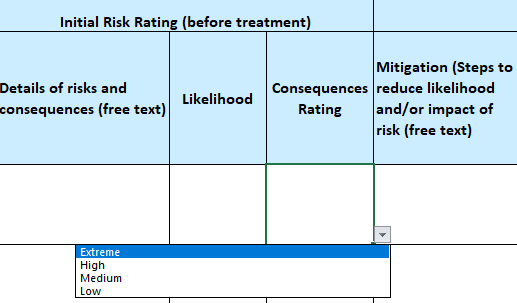 Initial Risk Rating (before treatment)
Details of risks and
consequences (free text)
Likelihood
Consequences
Rating
Mitigation (Steps to
reduce likelihood
and/or impact of
risk (free text)
Extreme
High
Medium
Low